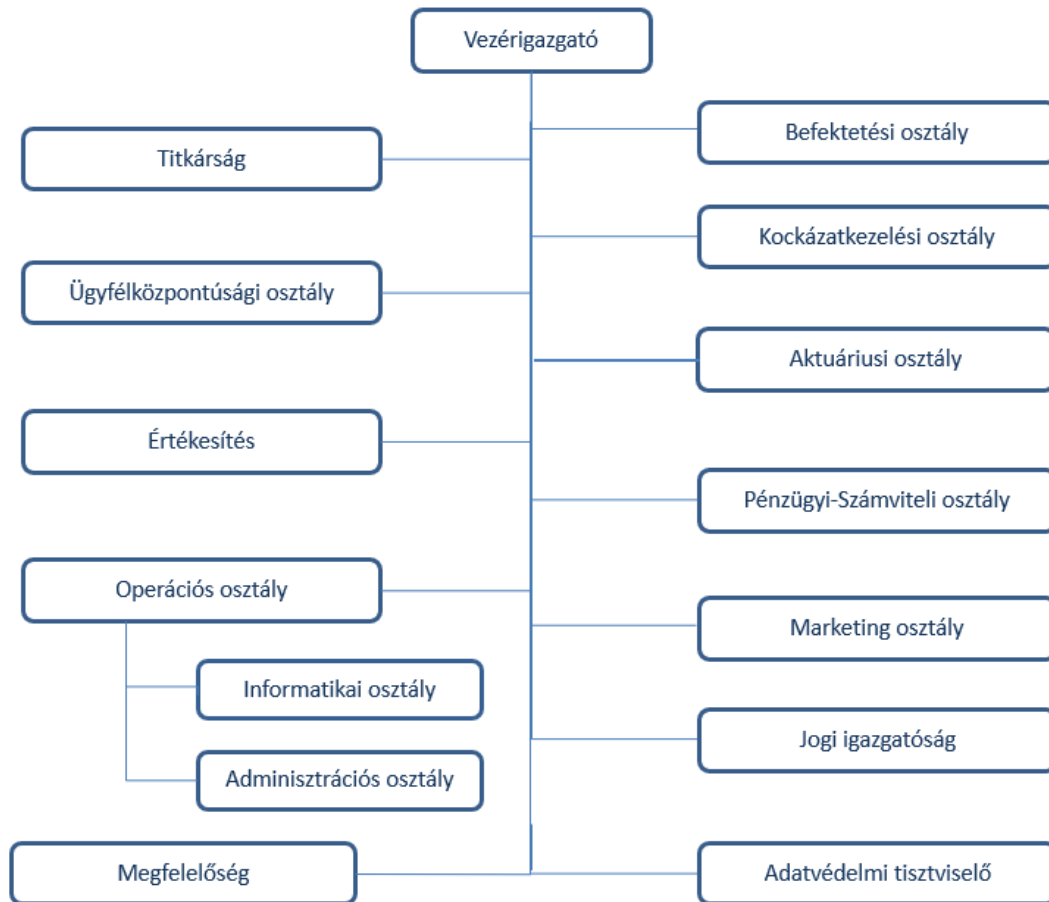 Vezérigazgató
Befektetési osztály
Titkárság
Kockázatkezelési osztály
Ügyfélközpontúsági osztály
Aktuáriusi osztály
Értékesítés
Pénzügyi-Számviteli osztály
Operációs osztály
Marketing osztály
Informatikai osztály
Jogi igazgatóság
Adminisztrációs osztály
Megfelelőség
Adatvédelmi tisztviselő